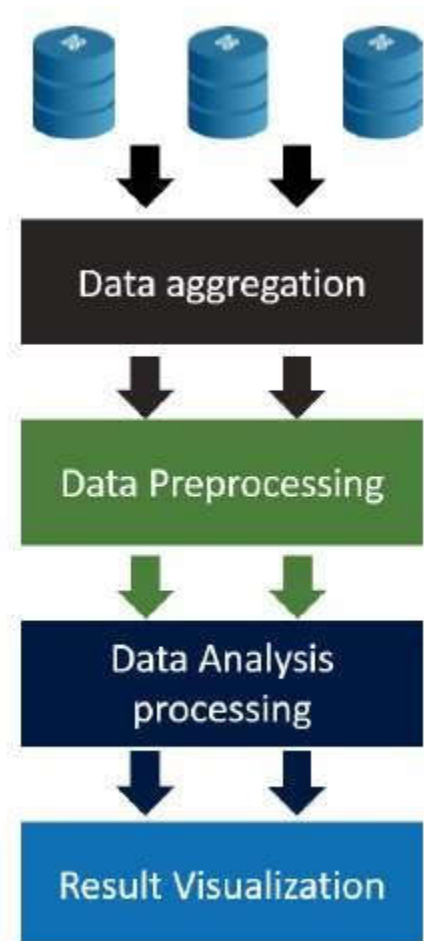 Data aggregation
Data Preprocessing
Data Analysis
processing
Result Visualization